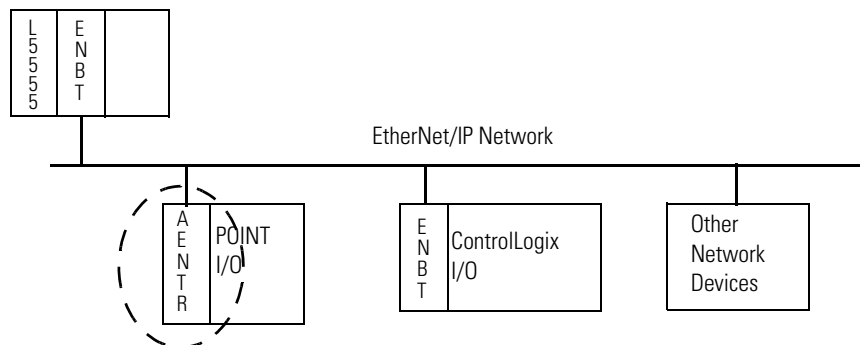 L5555
ENBT
EtherNet/IP Network
AENTR
POINT
I/O
ENBT
ControlLogix
I/O
Other
Network
Devices